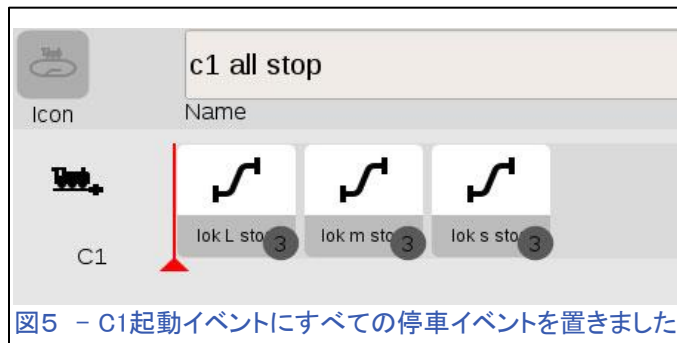 c1 all stop
Icon
Name
lok L sto 3
lok m sto 3
lok s sto 3
C1
図5 - C1起動イベントにすべての停車イベントを置きました